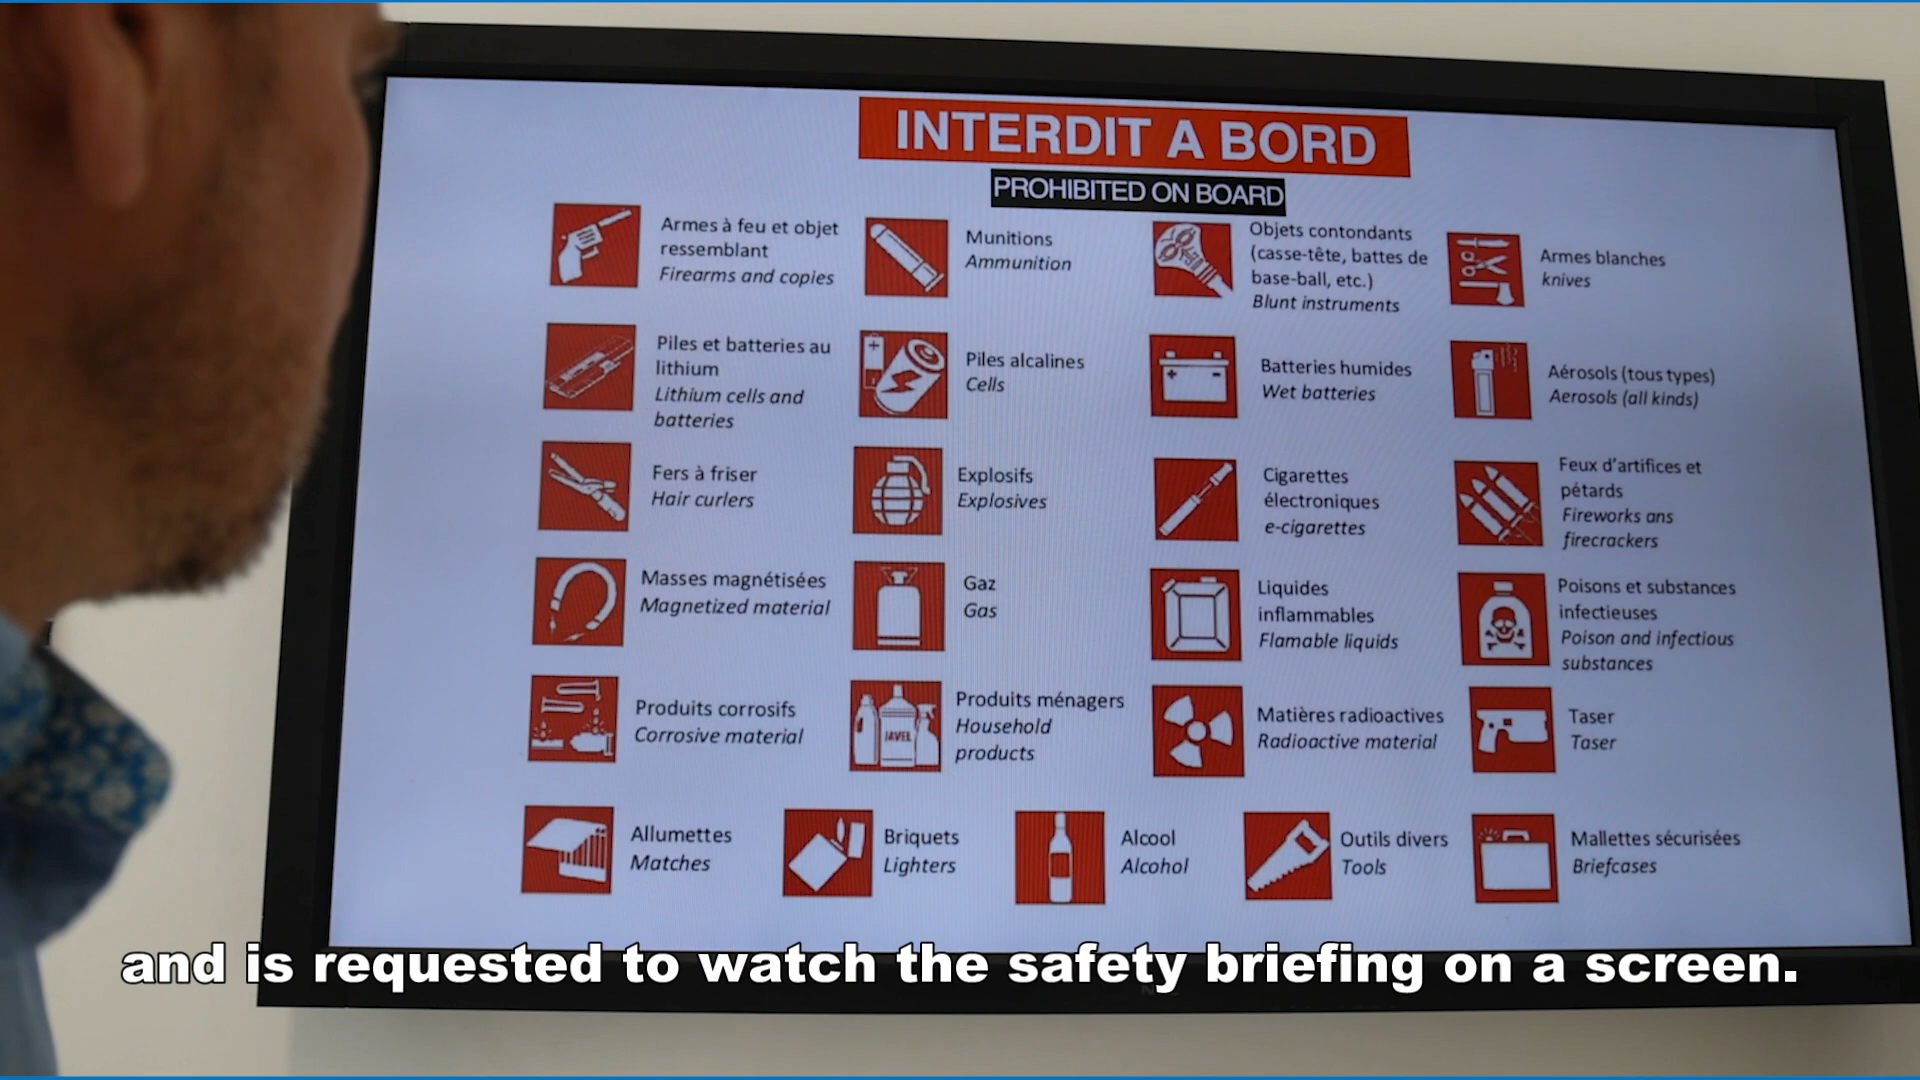 INTERDIT A BORD
PROHIBITED ON BOARD
Armes à feu et objet
ressemblant
Firearms and copies
Munitions
Ammunition
Objets contondants
(casse-tête, battes de
base-ball, etc.)
Blunt instruments
Armes blanches
knives
Piles et batteries au
lithium
Lithium cells and
batteries
Piles alcalines
Cells
Batteries humides
Wet batteries
Aérosols (tous types)
Aerosols (all kinds)
Fers à friser
Hair curlers
Explosifs
Explosives
Cigarettes
électroniques
e-cigarettes
Feux d'artifices et
pétards
Fireworks ans
firecrackers
Masses magnétisées
Magnetized material
Gaz
Gas
Liquides
inflammables
Flamable liquids
Poisons et substances
infectieuses
Poison and infectious
substances
Produits corrosifs
Corrosive material
JAVEL
Produits ménagers
Household
products
Matières radioactives
Radioactive material
Taser
Taser
Allumettes
Matches
Briquets
Lighters
Alcool
Alcohol
Outils divers
Tools
Mallettes sécurisées
Briefcases
and is requested to watch the safety briefing on a screen.